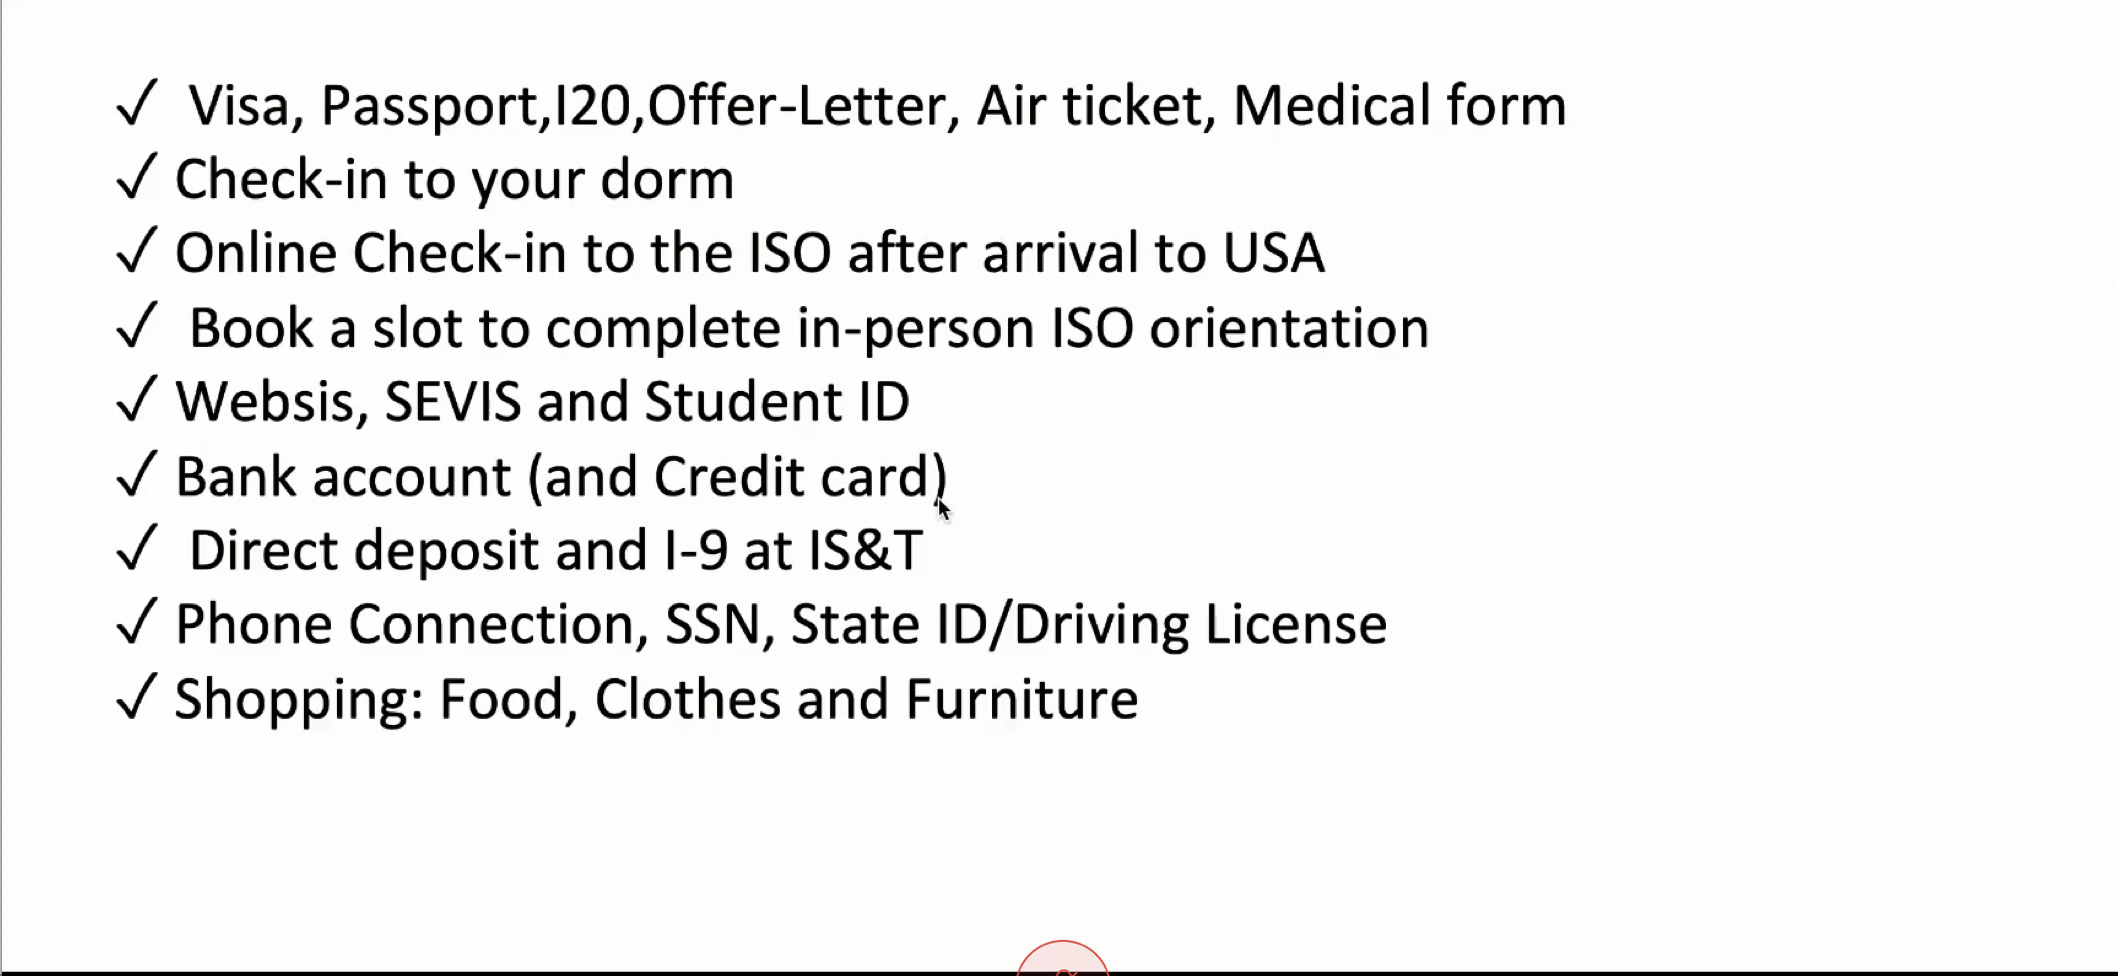 ✓ Visa, Passport,I20,Offer-Letter, Air ticket, Medical form
✓ Check-in to your dorm
✓ Online Check-in to the ISO after arrival to USA
✓ Book a slot to complete in-person ISO orientation
✓ Websis, SEVIS and Student ID
✓ Bank account (and Credit card)
✓ Direct deposit and I-9 at IS&T
✓ Phone Connection, SSN, State ID/Driving License
✓ Shopping: Food, Clothes and Furniture